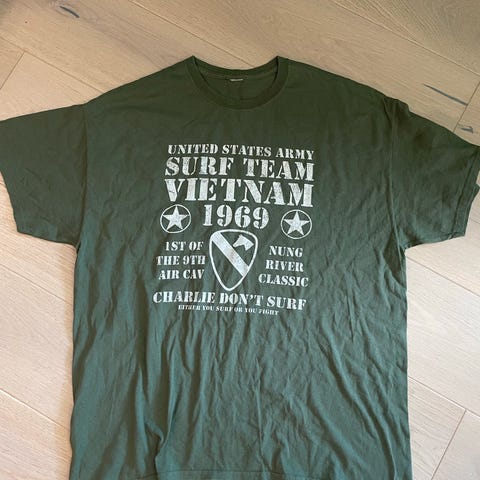 UNITED STATES ARMY
SURF TEAM
VIETNAM
1969
1ST OF
THE 9TH
AIR CAV
NUNG
RIVER
CLASSIC
CHARLIE DON'T SURF
EITHER YOU SURF OR YOU FIGHT